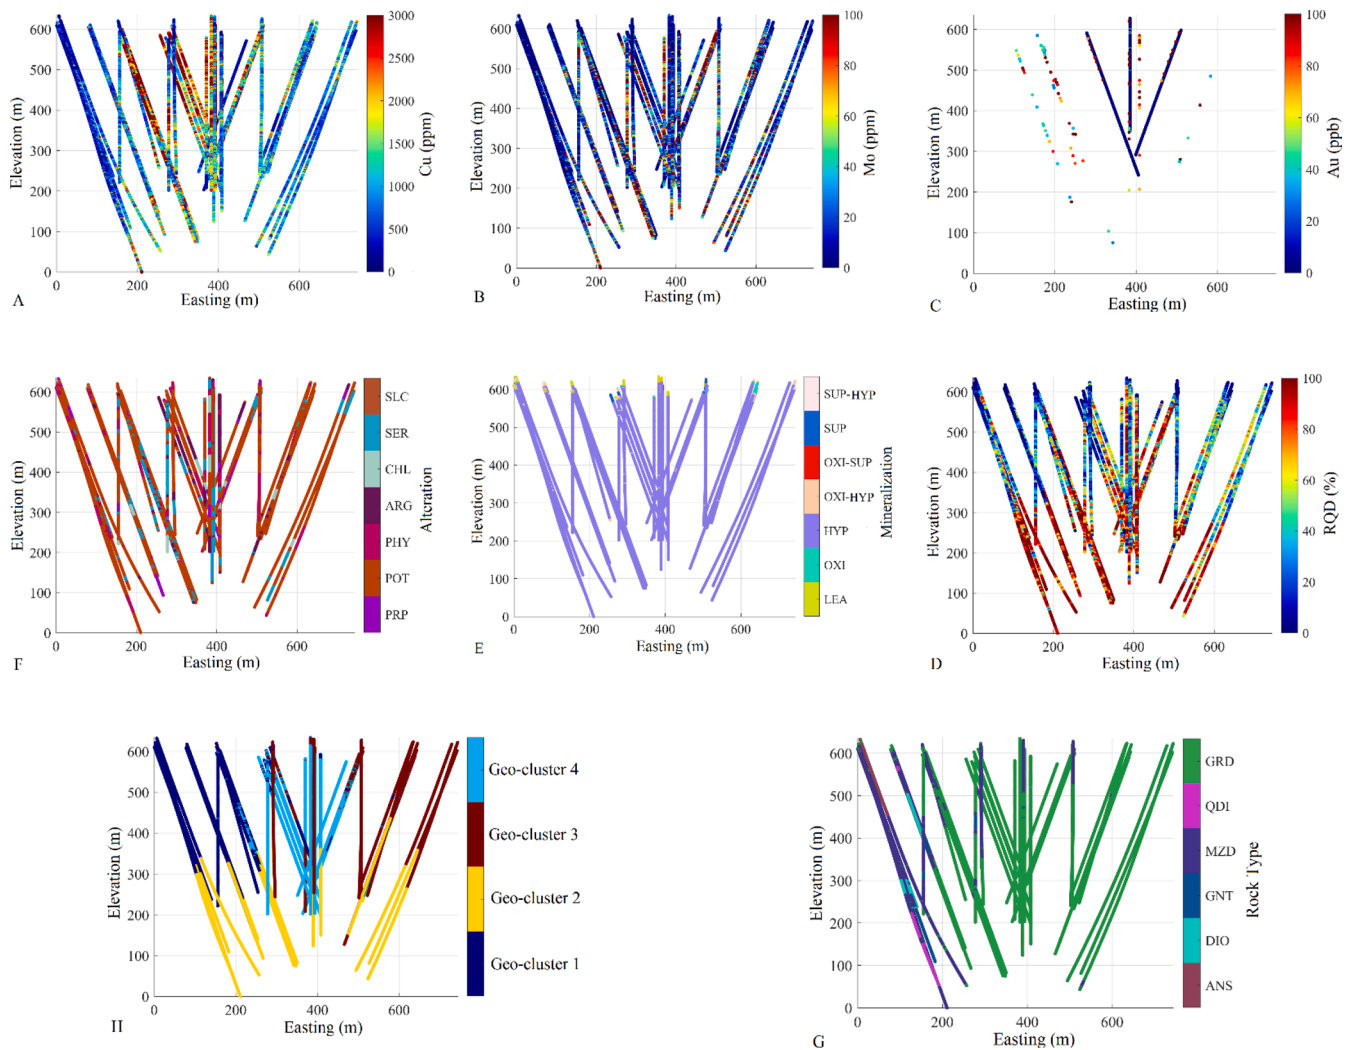 600
500
400
300
200
100
0
Elevation (m)
0 200 400 600
Easting (m)
3000
2500
2000
1500
1000
500
0
Cu (ppm)
A
600
500
400
300
200
100
0
Elevation (m)
0 200 400 600
Easting (m)
100
80
60
40
20
0
Mo (ppm)
B
600
500
400
300
200
100
0
Elevation (m)
0 200 400 600
Easting (m)
100
80
60
40
20
0
Au (ppb)
C
600
500
400
300
200
100
0
Elevation (m)
0 200 400 600
Easting (m)
SLC
SER
CHL
ARG
PHY
POT
PRP
Alteration
F
600
500
400
300
200
100
0
Elevation (m)
0 200 400 600
Easting (m)
SUP-HYP
SUP
OXI-SUP
OXI-HYP
HYP
OXI
LEA
Mineralization
E
600
500
400
300
200
100
0
Elevation (m)
0 200 400 600
Easting (m)
100
80
60
40
20
0
RQD (%)
D
600
500
400
300
200
100
0
Elevation (m)
0 200 400 600
Easting (m)
Geo-cluster 4
Geo-cluster 3
Geo-cluster 2
Geo-cluster 1
H
600
500
400
300
200
100
0
Elevation (m)
0 200 400 600
Easting (m)
GRD
QDI
MZD
GNT
DIO
ANS
Rock Type
G